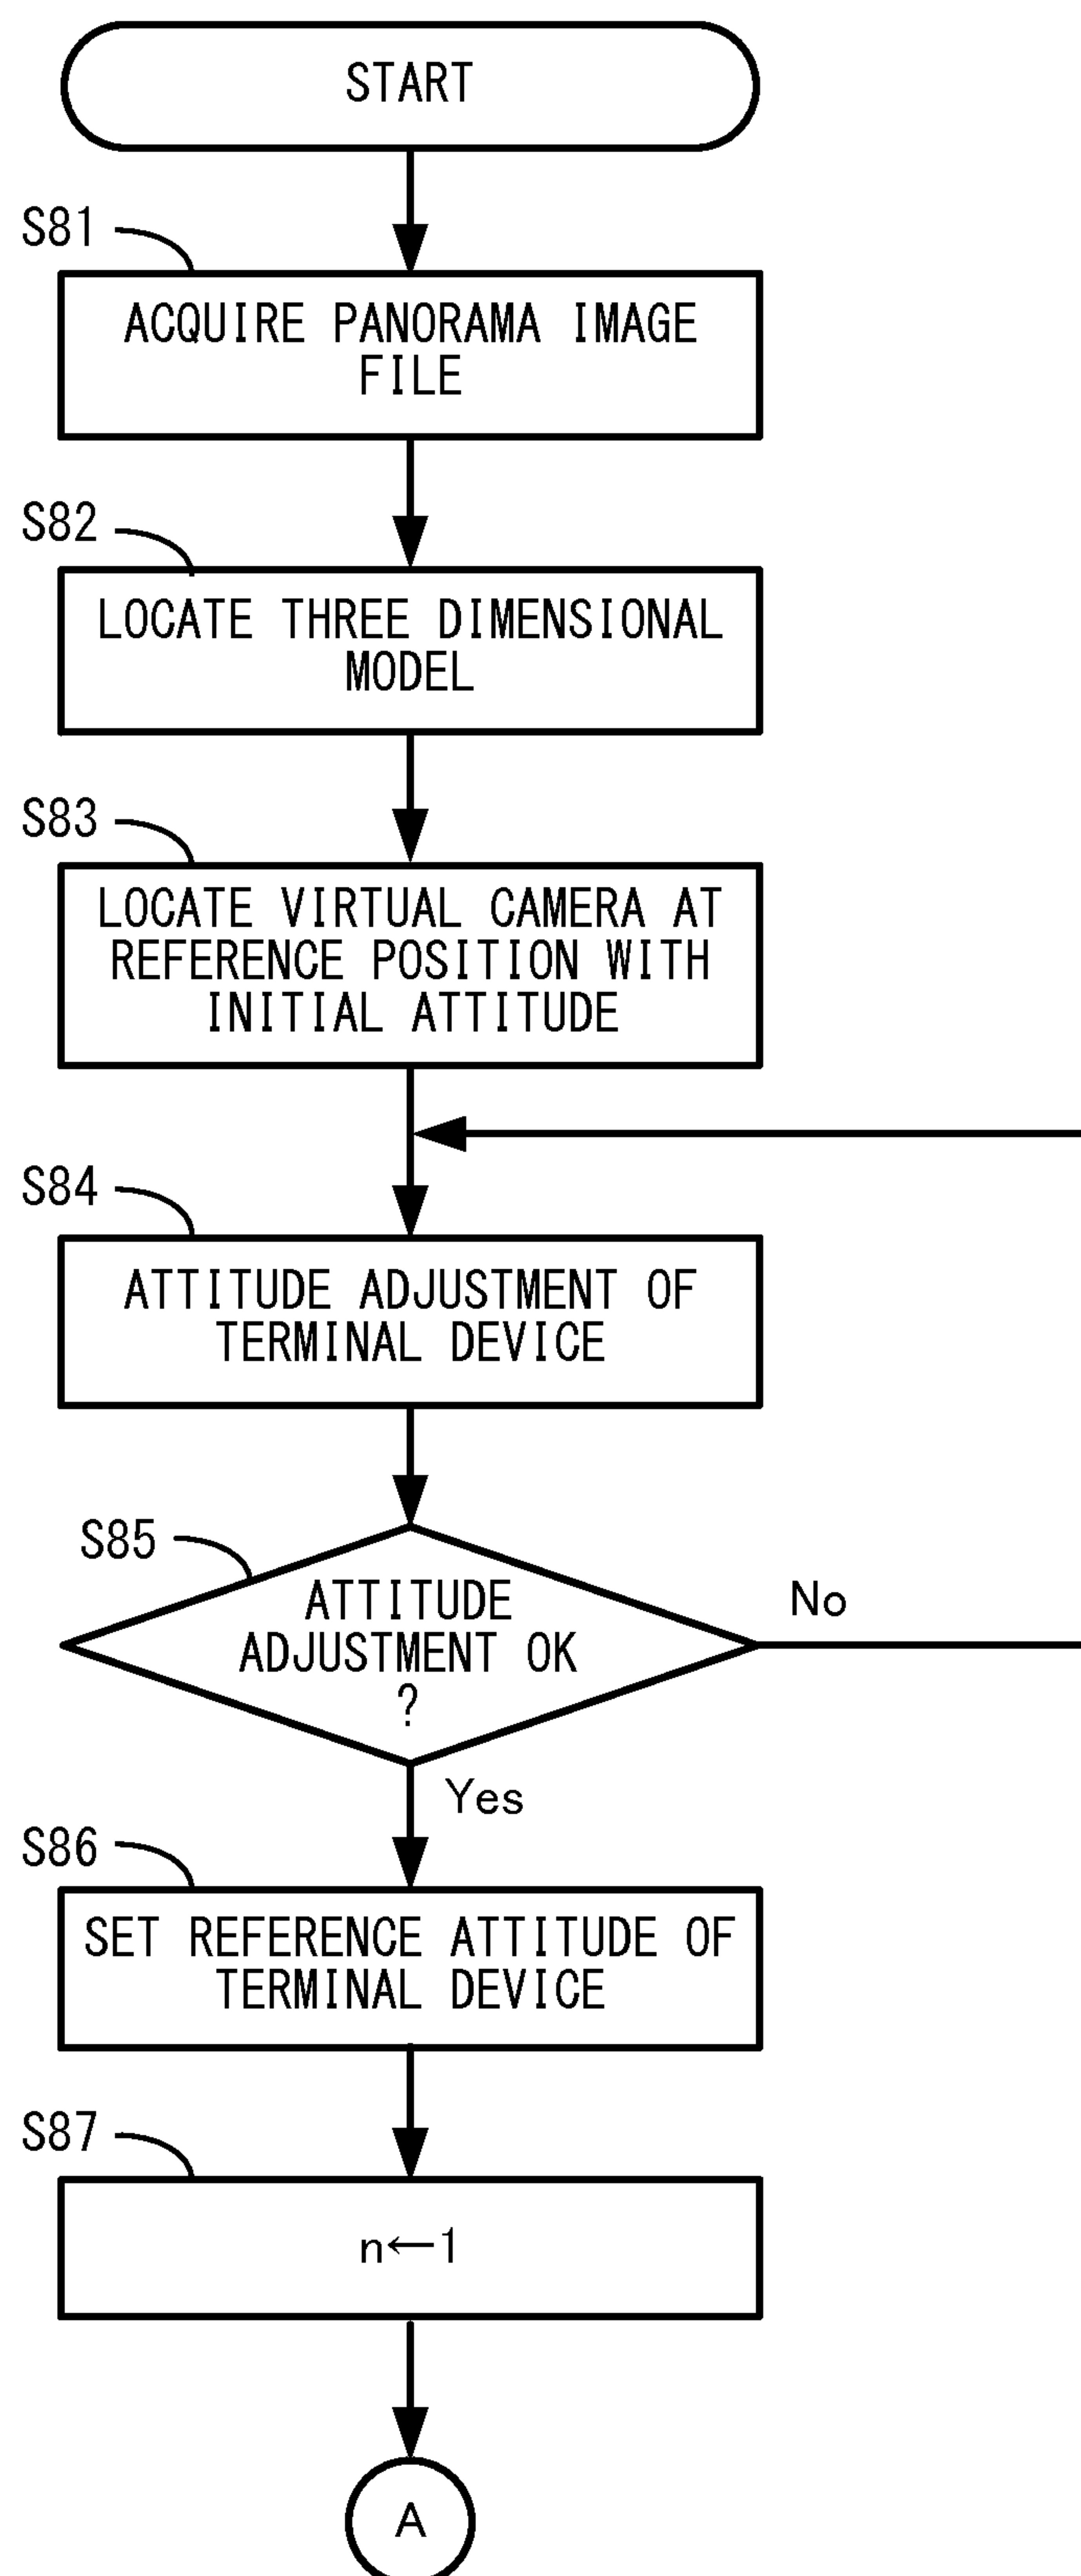 START
S81
ACQUIRE PANORAMA IMAGE
FILE
S82
LOCATE THREE DIMENSIONAL
MODEL
S83
LOCATE VIRTUAL CAMERA AT
REFERENCE POSITION WITH
INITIAL ATTITUDE
S84
ATTITUDE ADJUSTMENT OF
TERMINAL DEVICE
S85
ATTITUDE
ADJUSTMENT OK
?
No
Yes
S86
SET REFERENCE ATTITUDE OF
TERMINAL DEVICE
S87
n←1
A